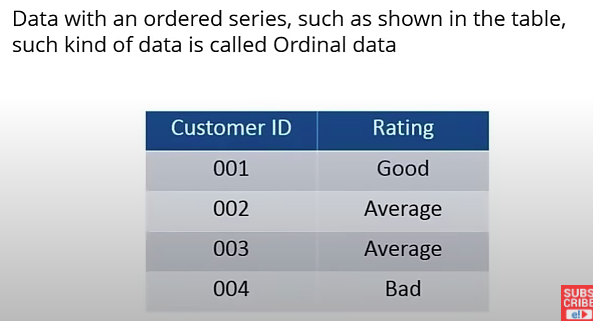 Data with an ordered series, such as shown in the table,
such kind of data is called Ordinal data
Customer ID Rating
001 Good
002 Average
003 Average
004 Bad
SUBS
CRIBE
e!